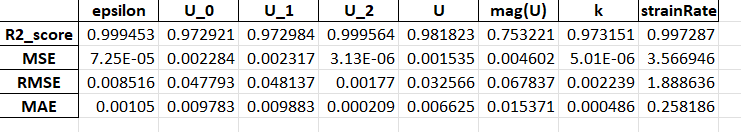 epsilon U_0 U_1 U_2 U mag(U) k strainRate
R2_score 0.999453 0.972921 0.972984 0.999564 0.981823 0.753221 0.973151 0.997287
MSE 7.25E-05 0.002284 0.002317 3.13E-06 0.001535 0.004602 5.01E-06 3.566946
RMSE 0.008516 0.047793 0.048137 0.00177 0.032566 0.067837 0.002239 1.888636
MAE 0.00105 0.009783 0.009883 0.000209 0.006625 0.015371 0.000486 0.258186